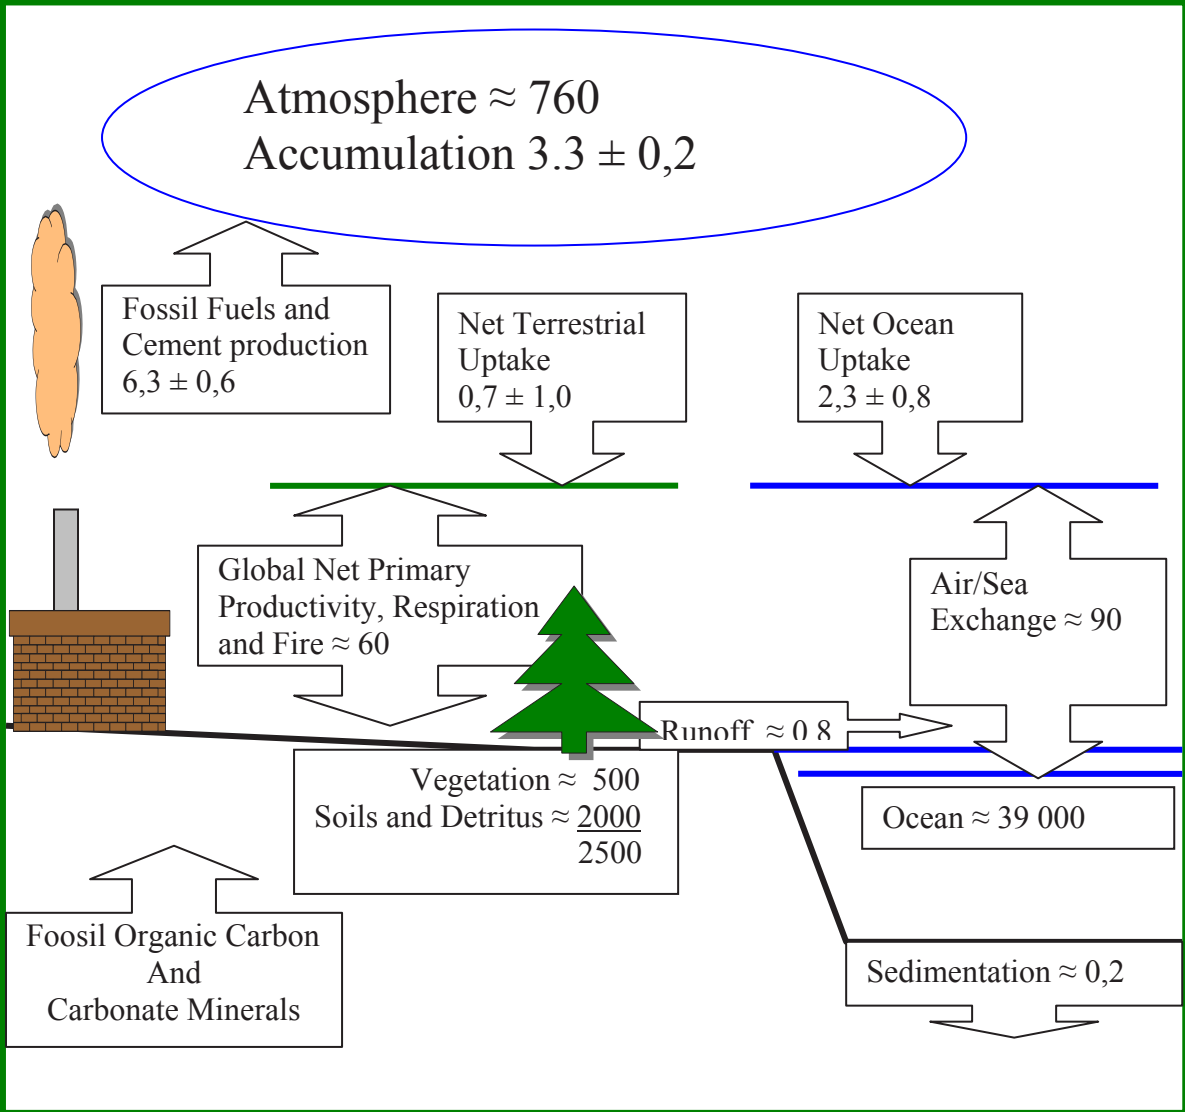 Atmosphere ≈ 760
Accumulation 3.3 ± 0,2
Fossil Fuels and
Cement production
6,3 ± 0,6
Net Terrestrial
Uptake
0,7 ± 1,0
Net Ocean
Uptake
2,3 ± 0,8
Global Net Primary
Productivity, Respiration
and Fire ≈ 60
Air/Sea
Exchange ≈ 90
Runoff ≈ 0 8
Vegetation ≈ 500
Soils and Detritus ≈ 2000
2500
Ocean ≈ 39 000
Foosil Organic Carbon
And
Carbonate Minerals
Sedimentation ≈ 0,2